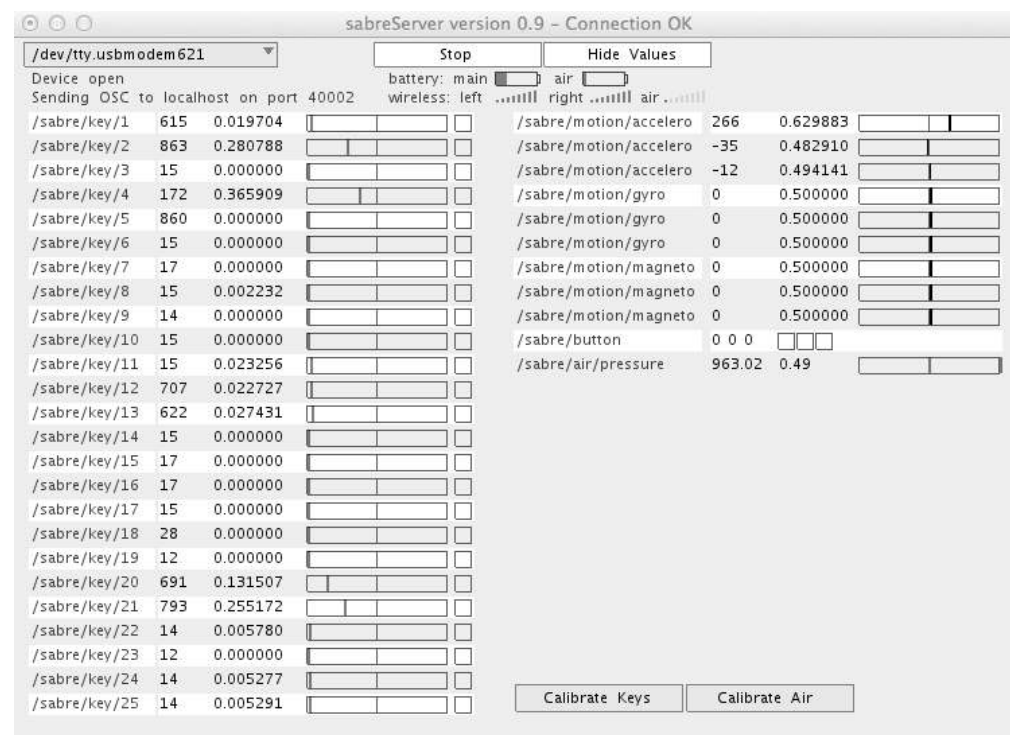 sabreServer version 0.9 – Connection OK
/dev/tty.usbmodem621 Stop Hide Values
Device open battery: main air
Sending OSC to localhost on port 40002 wireless: left right air
/sabre/key/1 615 0.019704 /sabre/motion/accelero 266 0.629883
/sabre/key/2 863 0.280788 /sabre/motion/accelero -35 0.482910
/sabre/key/3 15 0.000000 /sabre/motion/accelero -12 0.494141
/sabre/key/4 172 0.365909 /sabre/motion/gyro 0 0.500000
/sabre/key/5 860 0.000000 /sabre/motion/gyro 0 0.500000
/sabre/key/6 15 0.000000 /sabre/motion/gyro 0 0.500000
/sabre/key/7 17 0.000000 /sabre/motion/magneto 0 0.500000
/sabre/key/8 15 0.002232 /sabre/motion/magneto 0 0.500000
/sabre/key/9 14 0.000000 /sabre/motion/magneto 0 0.500000
/sabre/key/10 15 0.000000 /sabre/button 0 0 0
/sabre/key/11 15 0.023256 /sabre/air/pressure 963.02 0.49
/sabre/key/12 707 0.022727
/sabre/key/13 622 0.027431
/sabre/key/14 15 0.000000
/sabre/key/15 17 0.000000
/sabre/key/16 17 0.000000
/sabre/key/17 15 0.000000
/sabre/key/18 28 0.000000
/sabre/key/19 12 0.000000
/sabre/key/20 691 0.131507
/sabre/key/21 793 0.255172
/sabre/key/22 14 0.005780
/sabre/key/23 12 0.000000
/sabre/key/24 14 0.005277
/sabre/key/25 14 0.005291
Calibrate Keys Calibrate Air